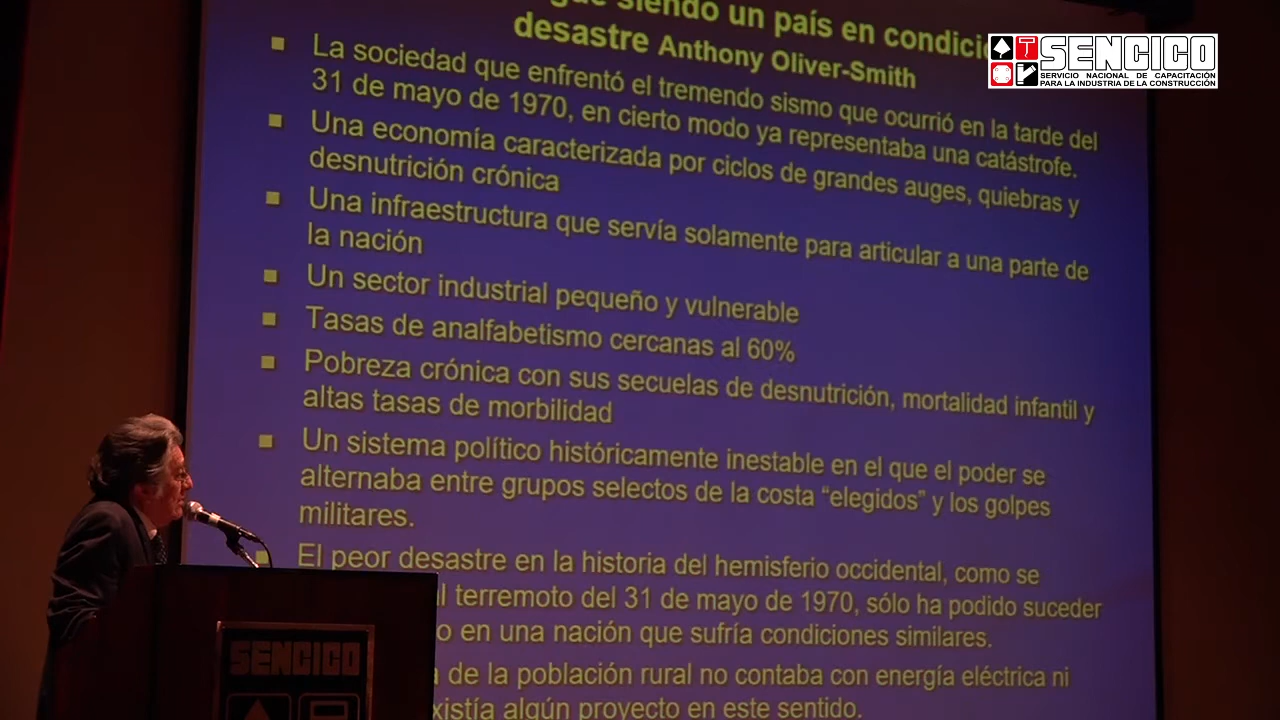 siendo un país en
desastre Anthony Oliver-Smith
SENCICO
SERVICIO NACIONAL DE CAPACITACIÓN
PARA LA INDUSTRIA DE LA CONSTRUCCIÓN
■ La sociedad que enfrentó el tremendo sismo que ocurrió en la tarde del
31 de mayo de 1970, en cierto modo ya representaba una catástrofe.
■ Una economía caracterizada por ciclos de grandes auges, quiebras y
desnutrición crónica
■ Una infraestructura que servía solamente para articular a una parte de
la nación
■ Un sector industrial pequeño y vulnerable
■ Tasas de analfabetismo cercanas al 60%
■ Pobreza crónica con sus secuelas de desnutrición, mortalidad infantil y
altas tasas de morbilidad
■ Un sistema político históricamente inestable en el que el poder se
alternaba entre grupos selectos de la costa “elegidos” y los golpes
militares.
■ El peor desastre en la historia del hemisferio occidental, como se
terremoto del 31 de mayo de 1970, sólo ha podido suceder
en una nación que sufría condiciones similares.
de la población rural no contaba con energía eléctrica ni
algún proyecto en este sentido.
SENCICO